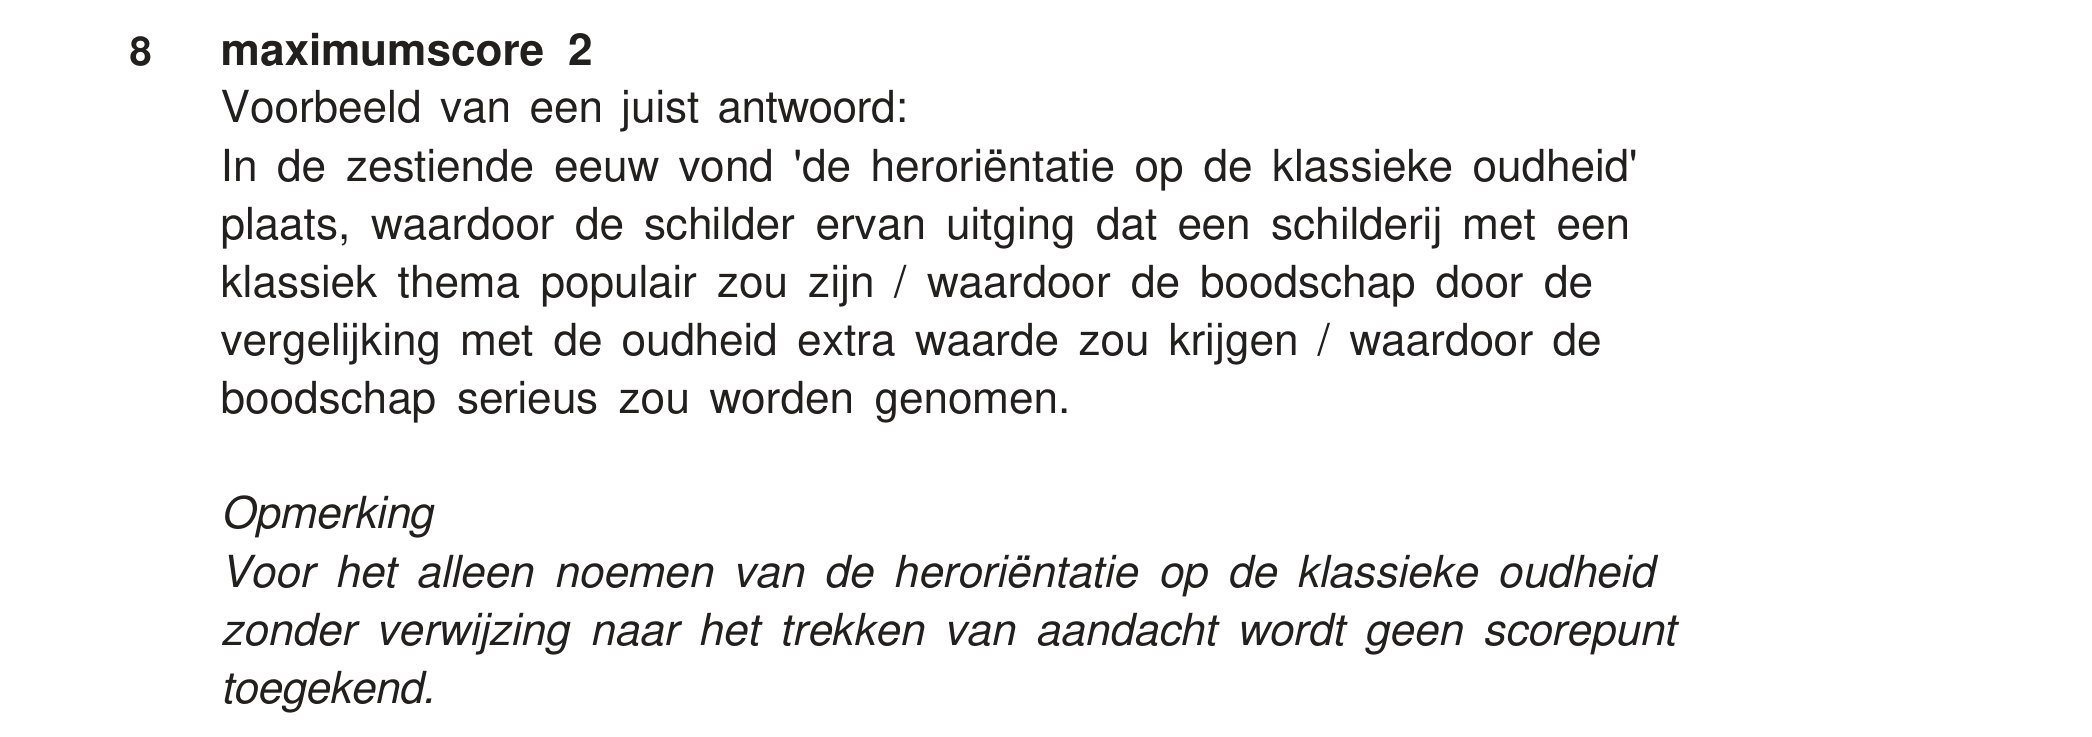 8 maximumscore 2
Voorbeeld van een juist antwoord:
In de zestiende eeuw vond 'de heroriëntatie op de klassieke oudheid'
plaats, waardoor de schilder ervan uitging dat een schilderij met een
klassiek thema populair zou zijn / waardoor de boodschap door de
vergelijking met de oudheid extra waarde zou krijgen / waardoor de
boodschap serieus zou worden genomen.
Opmerking
Voor het alleen noemen van de heroriëntatie op de klassieke oudheid
zonder verwijzing naar het trekken van aandacht wordt geen scorepunt
toegekend.